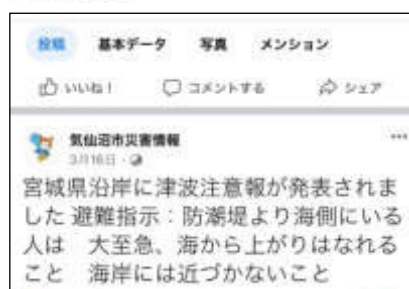 投稿 基本データ 写真 メンション
いいね! コメントする シェア
気仙沼市災害情報
3月16日
宮城県沿岸に津波注意報が発表されま
した 避難指示：防潮堤より海側にいる
人は 大至急、海から上がりはなれる
こと 海岸には近づかないこと